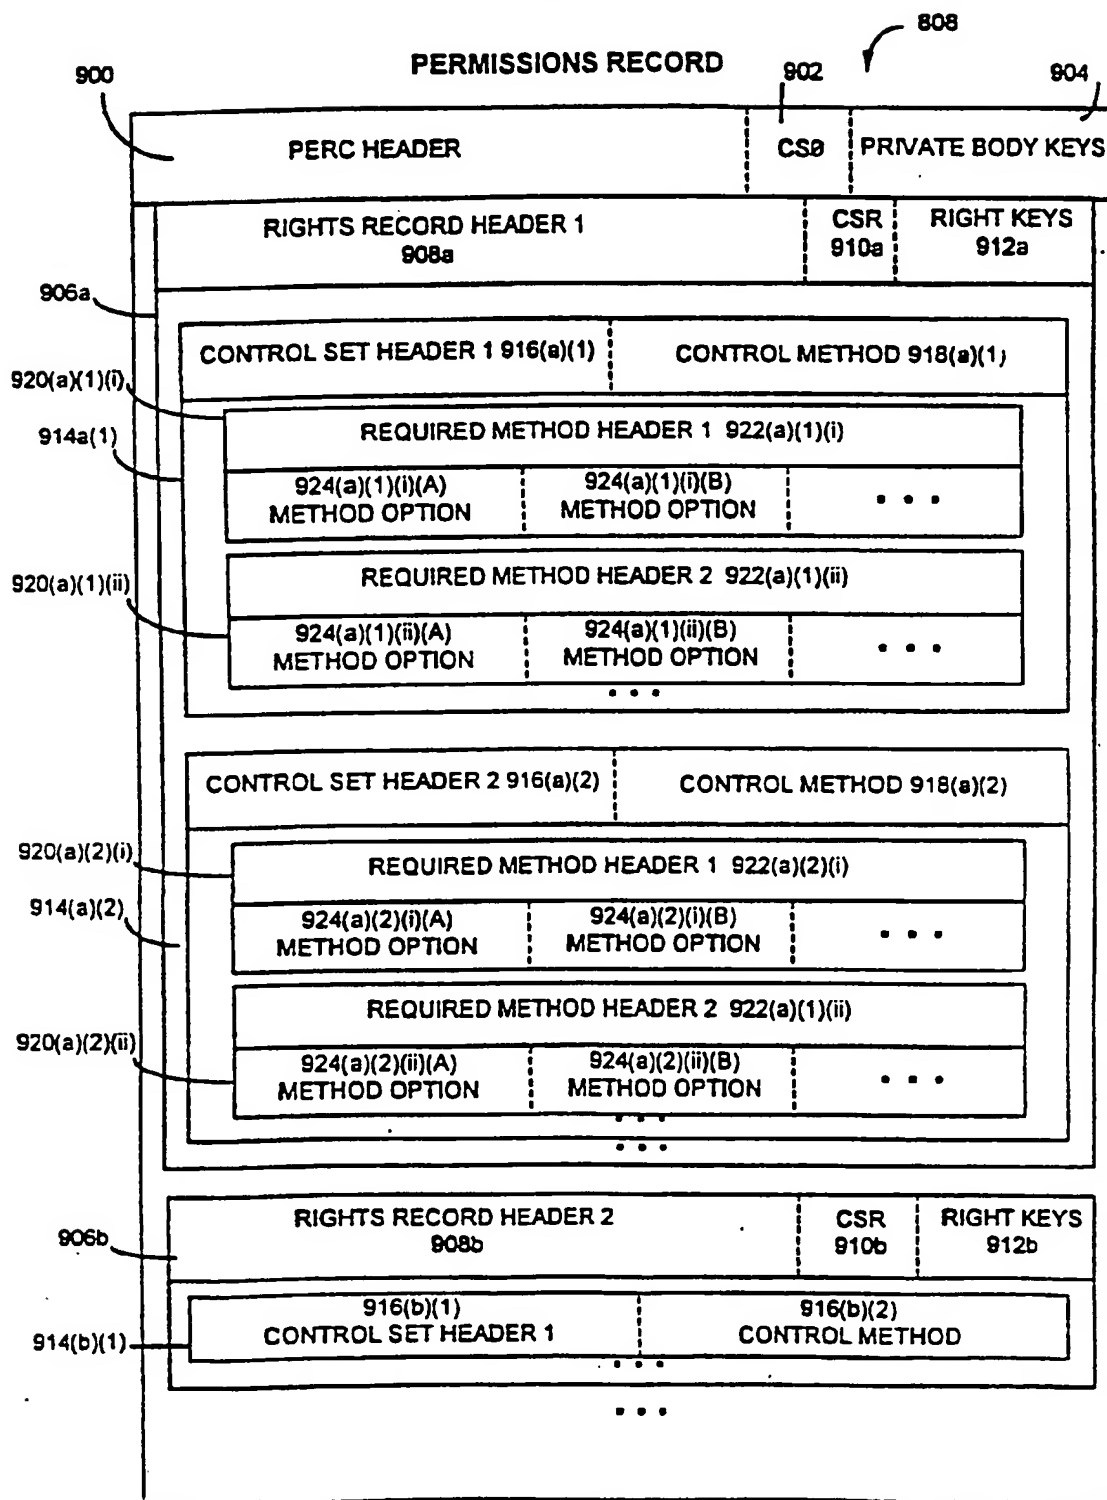 808
PERMISSIONS RECORD
900
902
904
PERC HEADER
CS0
PRIVATE BODY KEYS
RIGHTS RECORD HEADER 1
908a
CSR
910a
RIGHT KEYS
912a
906a
CONTROL SET HEADER 1 916(a)(1)
CONTROL METHOD 918(a)(1)
920(a)(1)(i)
914a(1)
REQUIRED METHOD HEADER 1 922(a)(1)(i)
924(a)(1)(i)(A)
METHOD OPTION
924(a)(1)(i)(B)
METHOD OPTION
• • •
920(a)(1)(ii)
REQUIRED METHOD HEADER 2 922(a)(1)(ii)
924(a)(1)(ii)(A)
METHOD OPTION
924(a)(1)(ii)(B)
METHOD OPTION
• • •
• • •
CONTROL SET HEADER 2 916(a)(2)
CONTROL METHOD 918(a)(2)
920(a)(2)(i)
914(a)(2)
REQUIRED METHOD HEADER 1 922(a)(2)(i)
924(a)(2)(i)(A)
METHOD OPTION
924(a)(2)(i)(B)
METHOD OPTION
• • •
920(a)(2)(ii)
REQUIRED METHOD HEADER 2 922(a)(1)(ii)
924(a)(2)(ii)(A)
METHOD OPTION
924(a)(2)(ii)(B)
METHOD OPTION
• • •
• • •
• • •
906b
RIGHTS RECORD HEADER 2
908b
CSR
910b
RIGHT KEYS
912b
914(b)(1)
916(b)(1)
CONTROL SET HEADER 1
916(b)(2)
CONTROL METHOD
• • •
• • •